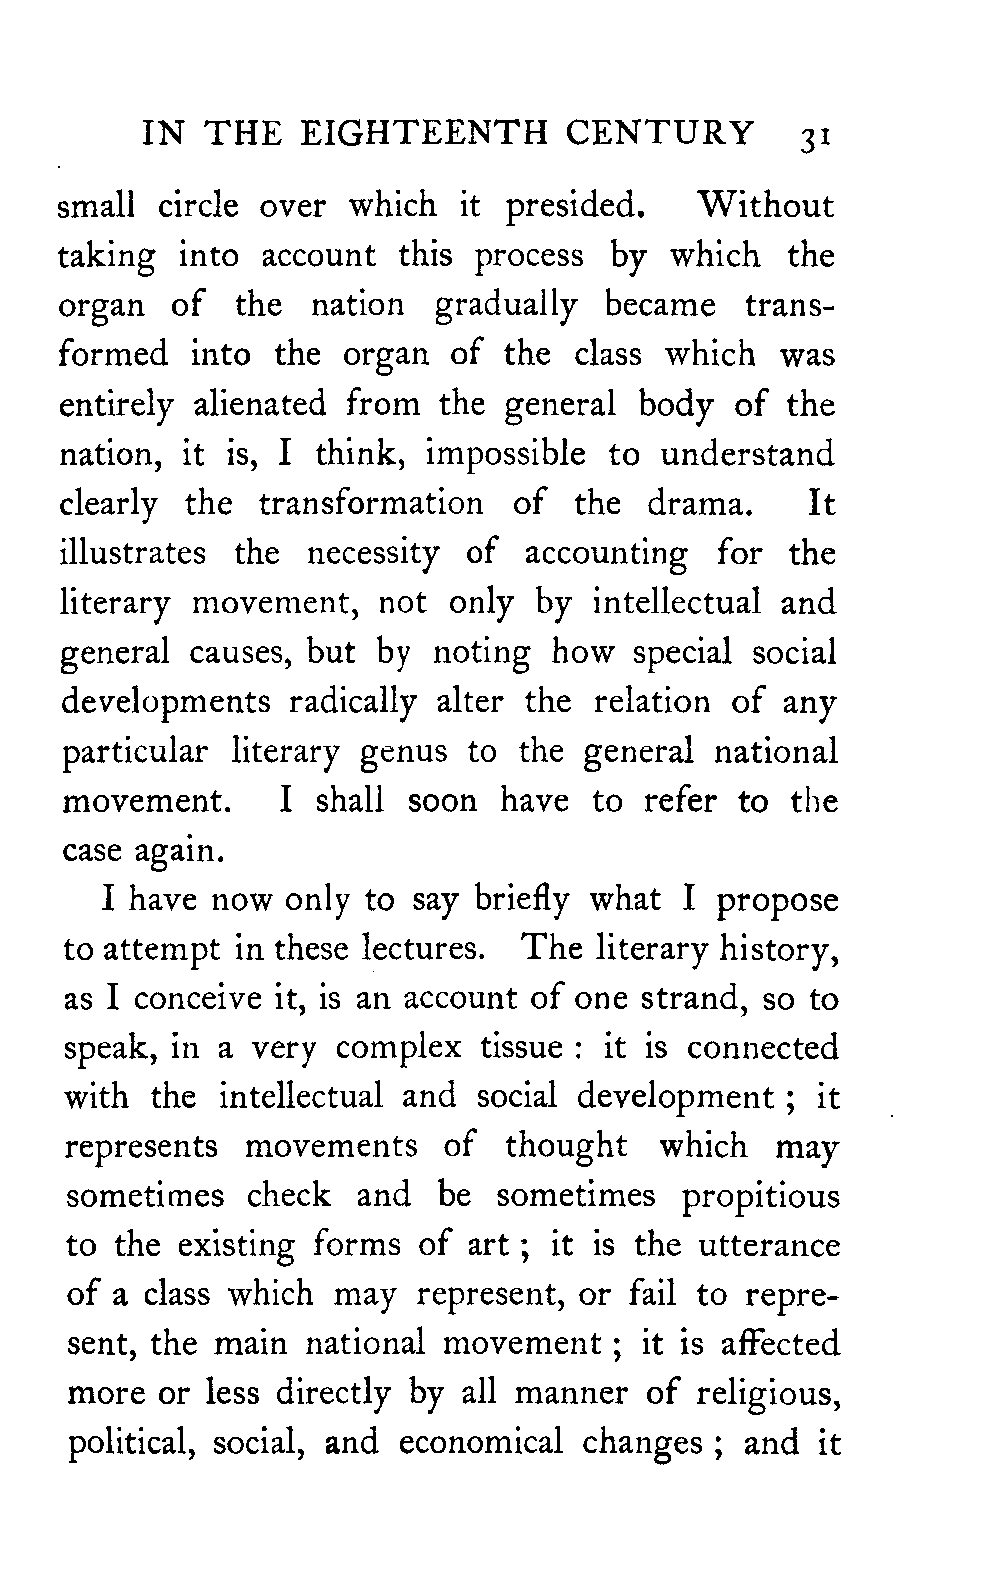 IN THE EIGHTEENTH CENTURY 31
small circle over which it presided. Without
taking into account this process by which the
organ of the nation gradually became trans-
formed into the organ of the class which was
entirely alienated from the general body of the
nation, it is, I think, impossible to understand
clearly the transformation of the drama. It
illustrates the necessity of accounting for the
literary movement, not only by intellectual and
general causes, but by noting how special social
developments radically alter the relation of any
particular literary genus to the general national
movement. I shall soon have to refer to the
case again.
I have now only to say briefly what I propose
to attempt in these lectures. The literary history,
as I conceive it, is an account of one strand, so to
speak, in a very complex tissue : it is connected
with the intellectual and social development ; it
represents movements of thought which may
sometimes check and be sometimes propitious
to the existing forms of art ; it is the utterance
of a class which may represent, or fail to repre-
sent, the main national movement ; it is affected
more or less directly by all manner of religious,
political, social, and economical changes ; and it